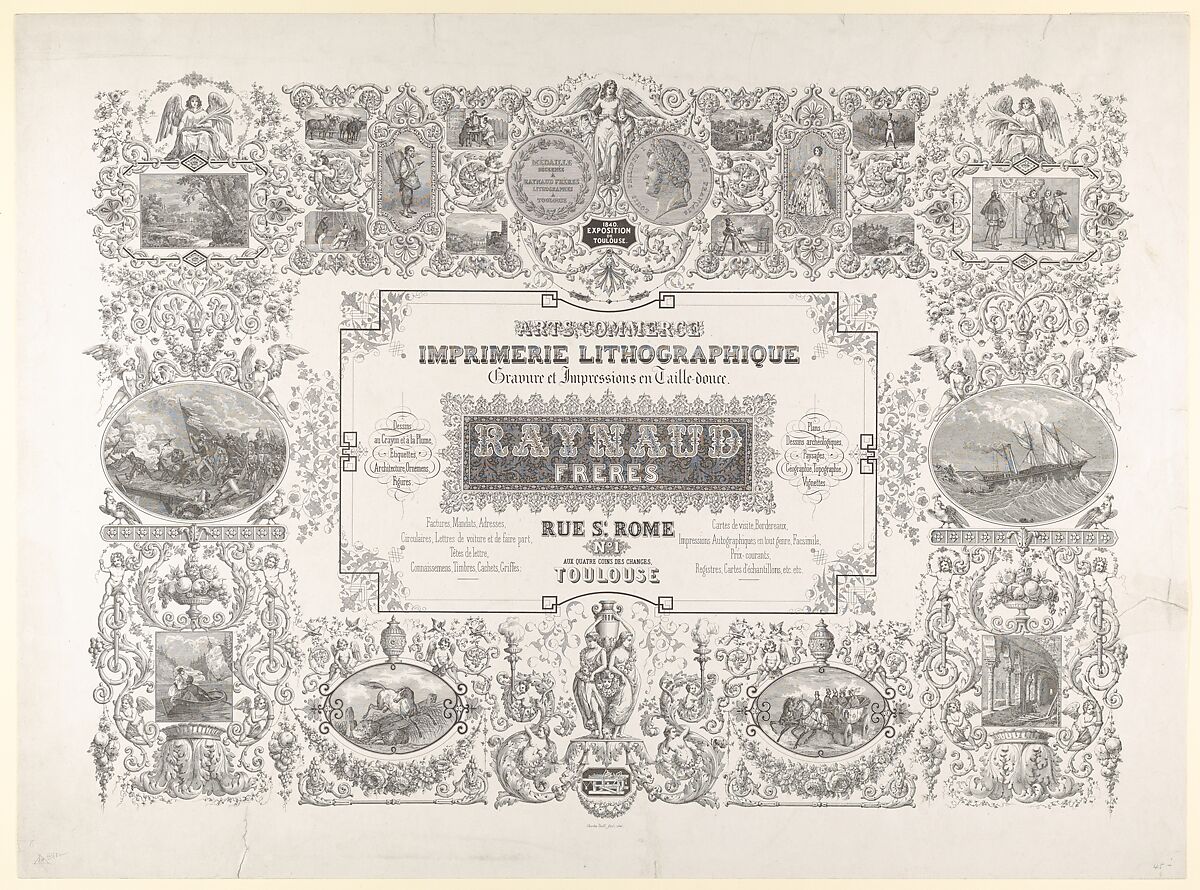 MÉDAILLE
DÉCERNÉE
A
RAYNAUD FRÈRES
LITHOGRAPHES
A
TOULOUSE
1840.
EXPOSITION
DE
TOULOUSE.
ARTS, COMMERCE
IMPRIMERIE LITHOGRAPHIQUE
Gravure et Impressions en Taille-douce.
Dessins
au Crayon et à la Plume,
Etiquettes,
Architecture, Ornemens,
Figures.
RAYNAUD
FRÈRES
Plans,
Dessins archéologiques,
Paysages,
Géographie, Topographie,
Vignettes.
Factures, Mandats, Adresses,
Circulaires, Lettres de voiture et de faire part,
Têtes de lettre,
Connaissemens, Timbres, Cachets, Griffes;
RUE St. ROME
No. 1
AUX QUATRE COINS DES CHANGES,
TOULOUSE
Cartes de visite, Bordereaux,
Impressions Autographiques en tout genre, Facsimile,
Prix-courants,
Registres, Cartes d'échantillons, etc. etc.
45-